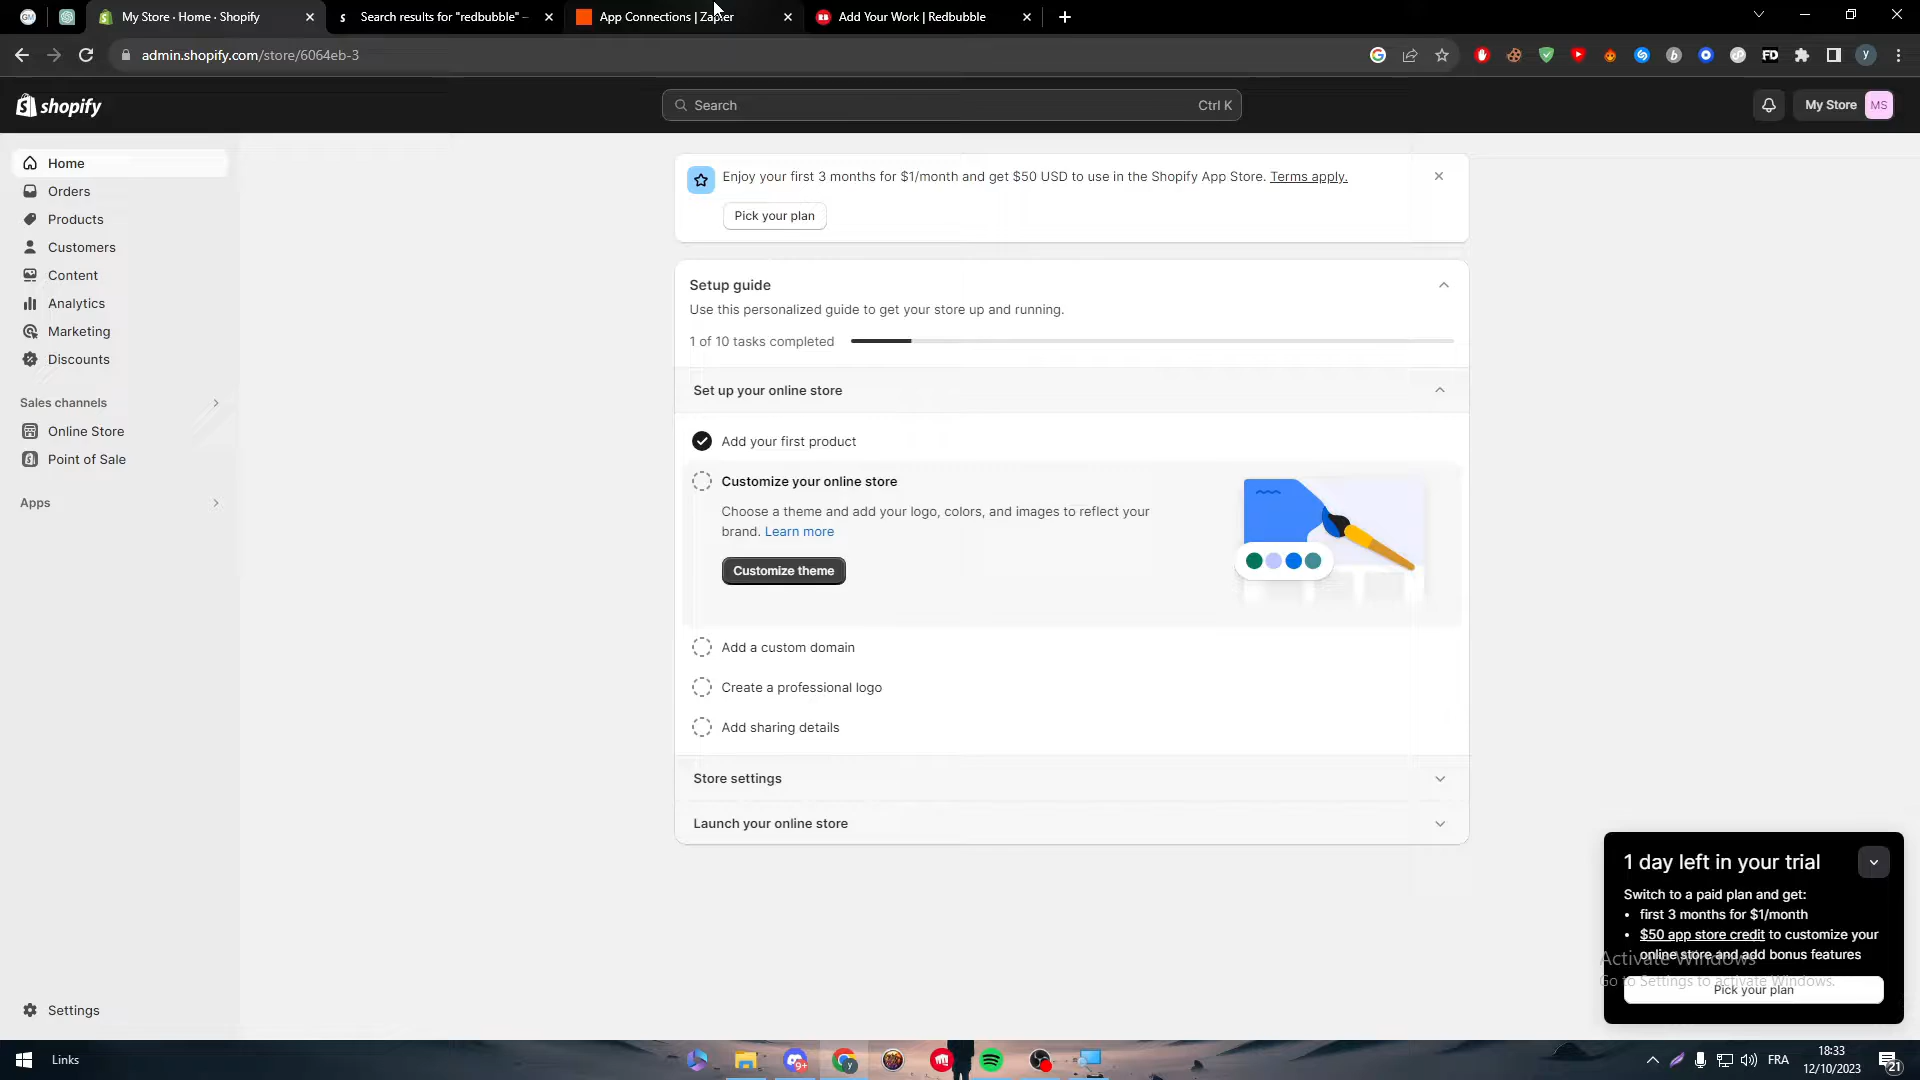 My Store · Home · Shopify
Search results for "redbubble" –
App Connections | Zapier
Add Your Work | Redbubble
admin.shopify.com/store/6064eb-3
shopify
Search
Ctrl K
My Store
MS
Home
Orders
Products
Customers
Content
Analytics
Marketing
Discounts
Sales channels
Online Store
Point of Sale
Apps
Settings
Enjoy your first 3 months for $1/month and get $50 USD to use in the Shopify App Store. Terms apply.
Pick your plan
Setup guide
Use this personalized guide to get your store up and running.
1 of 10 tasks completed
Set up your online store
Add your first product
Customize your online store
Choose a theme and add your logo, colors, and images to reflect your
brand. Learn more
Customize theme
Add a custom domain
Create a professional logo
Add sharing details
Store settings
Launch your online store
1 day left in your trial
Switch to a paid plan and get:
• first 3 months for $1/month
• $50 app store credit to customize your
online store and add bonus features
Activate Windows
Go to Settings to activate Windows.
Pick your plan
Links
FRA
18:33
12/10/2023
21